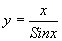 y = x / Sinx